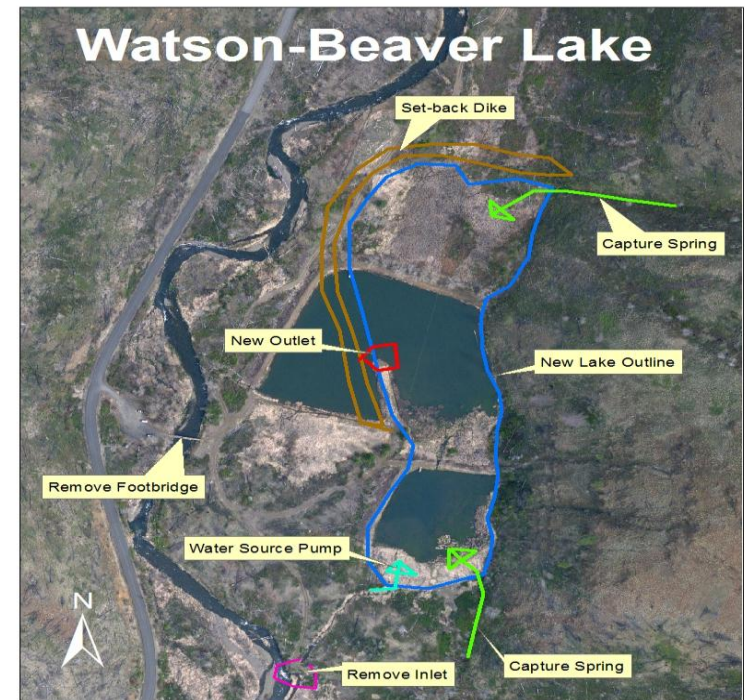 Watson-Beaver Lake
Set-back Dike
Capture Spring
New Outlet
New Lake Outline
Remove Footbridge
Water Source Pump
N
Remove Inlet
Capture Spring